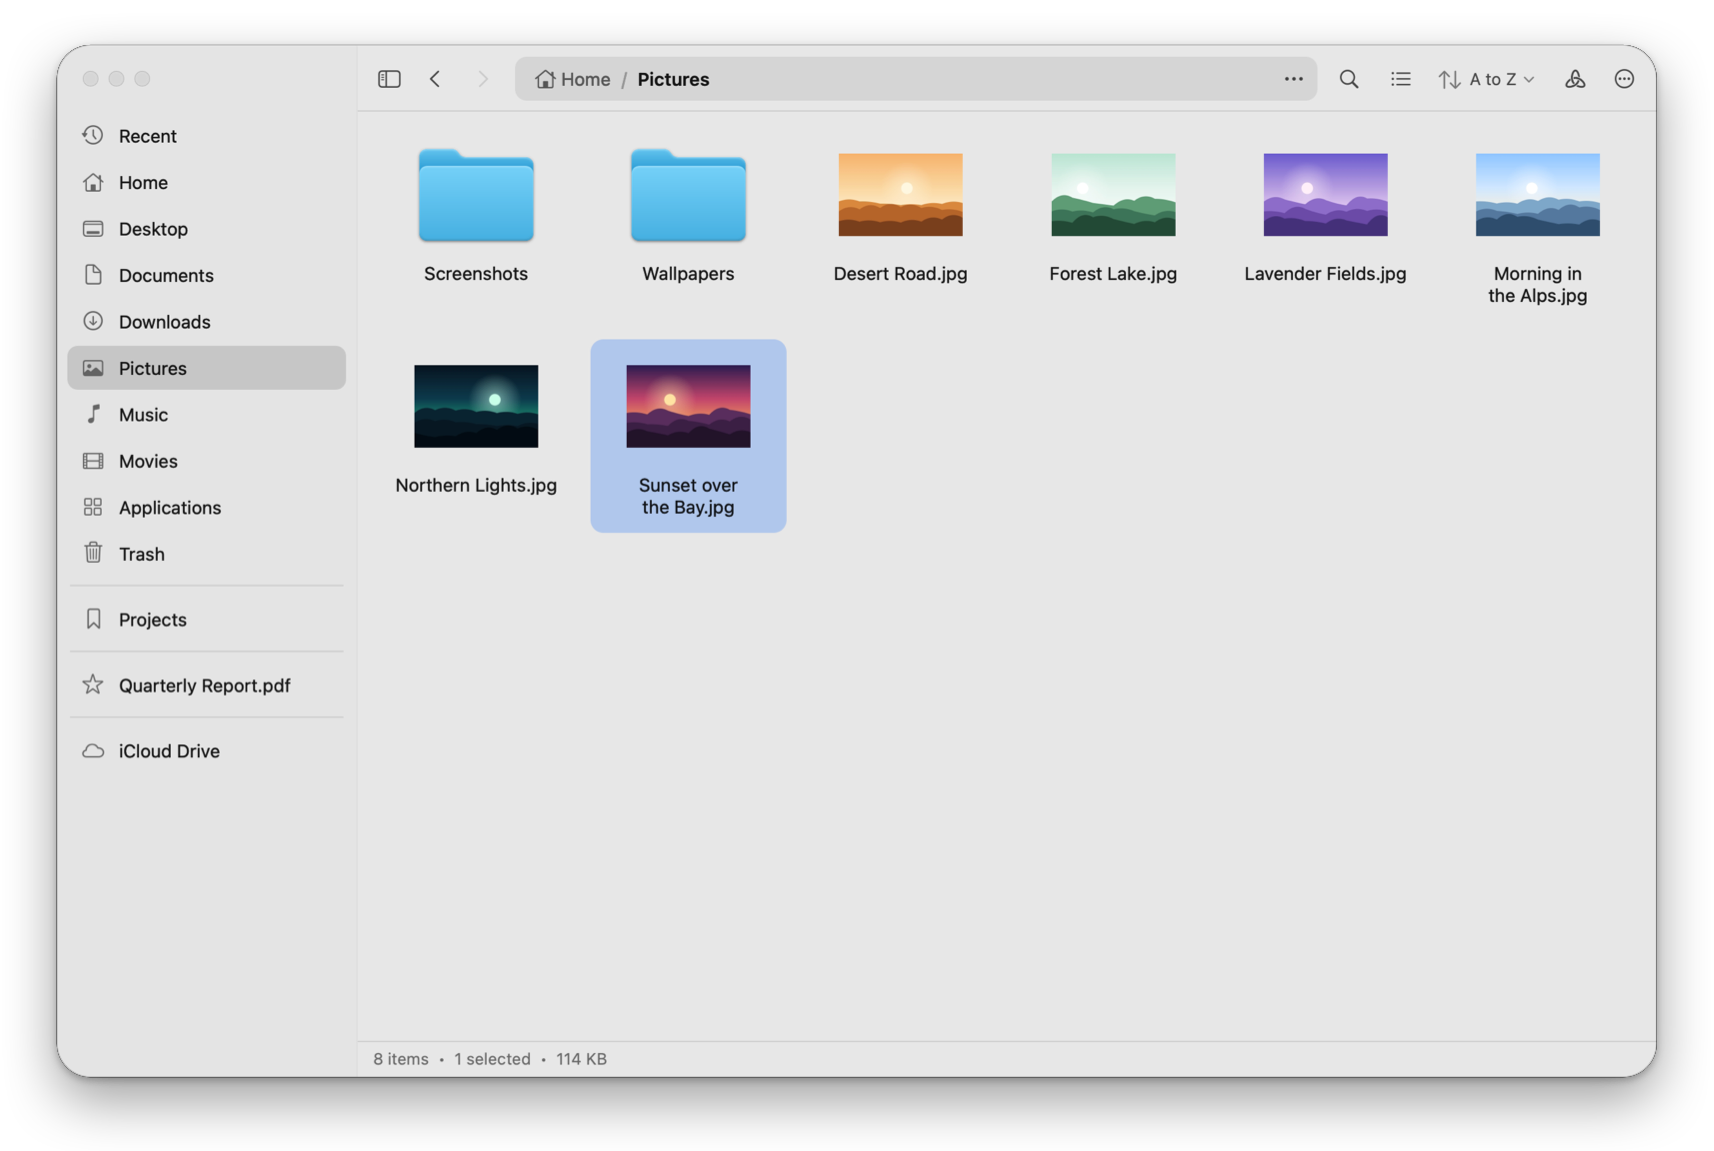 Home / Pictures
A to Z
Recent
Home
Desktop
Documents
Downloads
Pictures
Music
Movies
Applications
Trash
Projects
Quarterly Report.pdf
iCloud Drive
Screenshots
Wallpapers
Desert Road.jpg
Forest Lake.jpg
Lavender Fields.jpg
Morning in
the Alps.jpg
Northern Lights.jpg
Sunset over
the Bay.jpg
8 items • 1 selected • 114 KB